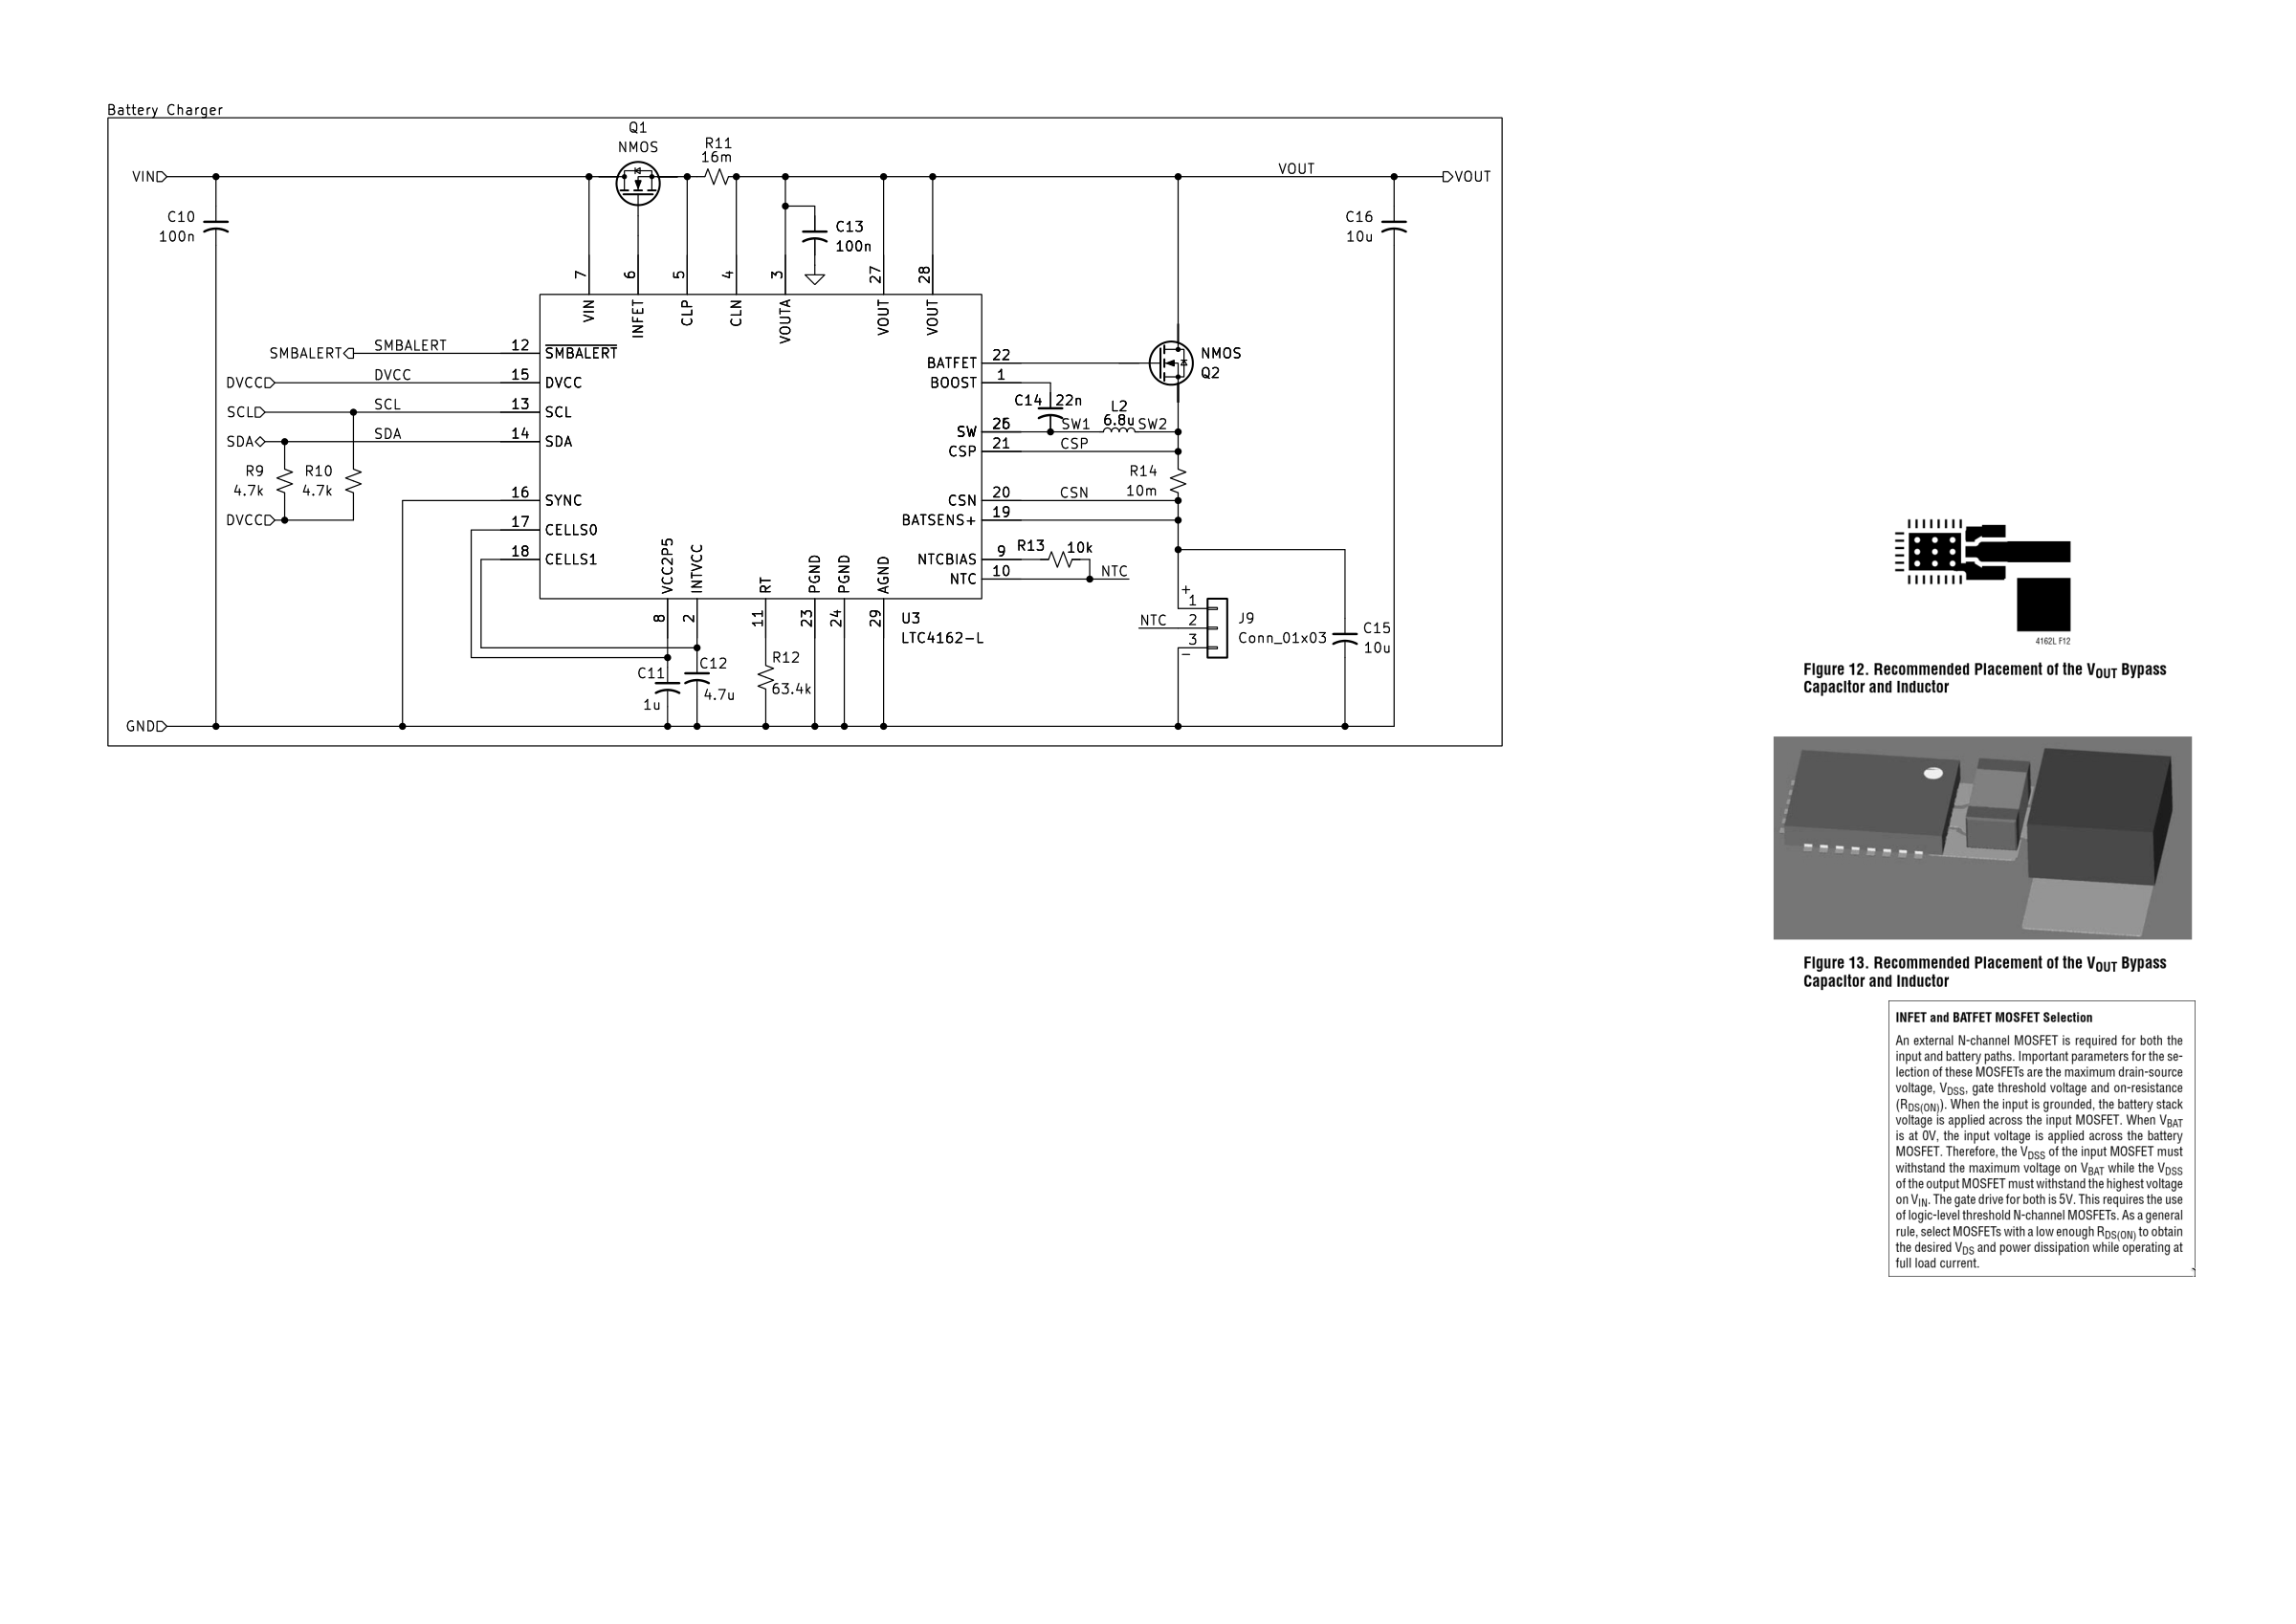 Battery Charger
Q1
NMOS
R11
16m
VIN
VOUT
VOUT
C10
100n
C13
100n
C16
10u
7
6
5
4
3
27
28
VIN
INFET
CLP
CLN
VOUTA
VOUT
VOUT
SMBALERT
SMBALERT
12
SMBALERT
DVCC
DVCC
15
DVCC
SCL
SCL
13
SCL
SDA
SDA
14
SDA
R9
4.7k
R10
4.7k
DVCC
16
SYNC
17
CELLS0
18
CELLS1
BATFET
22
NMOS
Q2
BOOST
1
C14
22n
L2
6.8u
SW
SW1
SW2
CSP
21
CSP
R14
10m
CSN
20
CSN
BATSENS+
19
NTCBIAS
9
R13
10k
NTC
10
NTC
VCC2P5
INTVCC
RT
PGND
PGND
AGND
8
2
11
23
24
29
U3
LTC4162-L
+
1
NTC
2
3
−
J9
Conn_01x03
C15
10u
C11
1u
C12
4.7u
R12
63.4k
GND
4162L F12
Figure 12. Recommended Placement of the VOUT Bypass
Capacitor and Inductor
Figure 13. Recommended Placement of the VOUT Bypass
Capacitor and Inductor
INFET and BATFET MOSFET Selection
An external N-channel MOSFET is required for both the
input and battery paths. Important parameters for the se-
lection of these MOSFETs are the maximum drain-source
voltage, VDSS, gate threshold voltage and on-resistance
(RDS(ON)). When the input is grounded, the battery stack
voltage is applied across the input MOSFET. When VBAT
is at 0V, the input voltage is applied across the battery
MOSFET. Therefore, the VDSS of the input MOSFET must
withstand the maximum voltage on VBAT while the VDSS
of the output MOSFET must withstand the highest voltage
on VIN. The gate drive for both is 5V. This requires the use
of logic-level threshold N-channel MOSFETs. As a general
rule, select MOSFETs with a low enough RDS(ON) to obtain
the desired VDS and power dissipation while operating at
full load current.